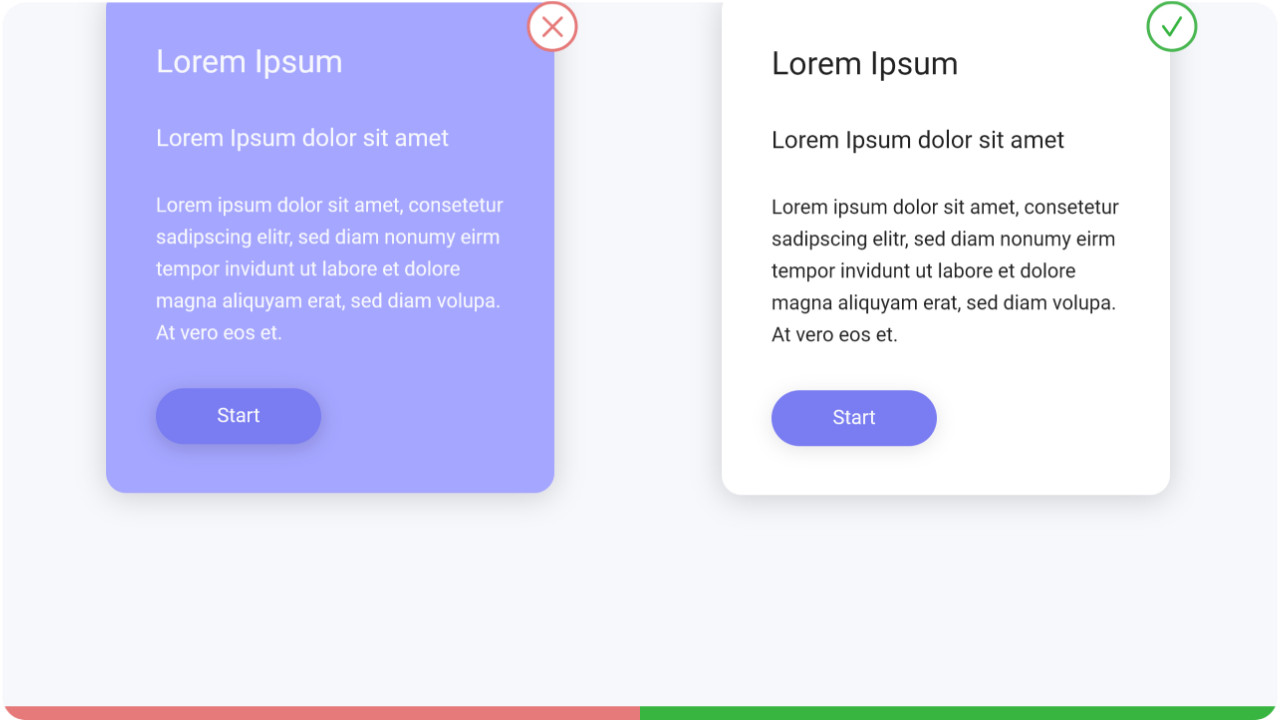 Lorem Ipsum
Lorem Ipsum dolor sit amet
Lorem ipsum dolor sit amet, consetetur
sadipscing elitr, sed diam nonumy eirm
tempor invidunt ut labore et dolore
magna aliquyam erat, sed diam volupa.
At vero eos et.
Start
Lorem Ipsum
Lorem Ipsum dolor sit amet
Lorem ipsum dolor sit amet, consetetur
sadipscing elitr, sed diam nonumy eirm
tempor invidunt ut labore et dolore
magna aliquyam erat, sed diam volupa.
At vero eos et.
Start